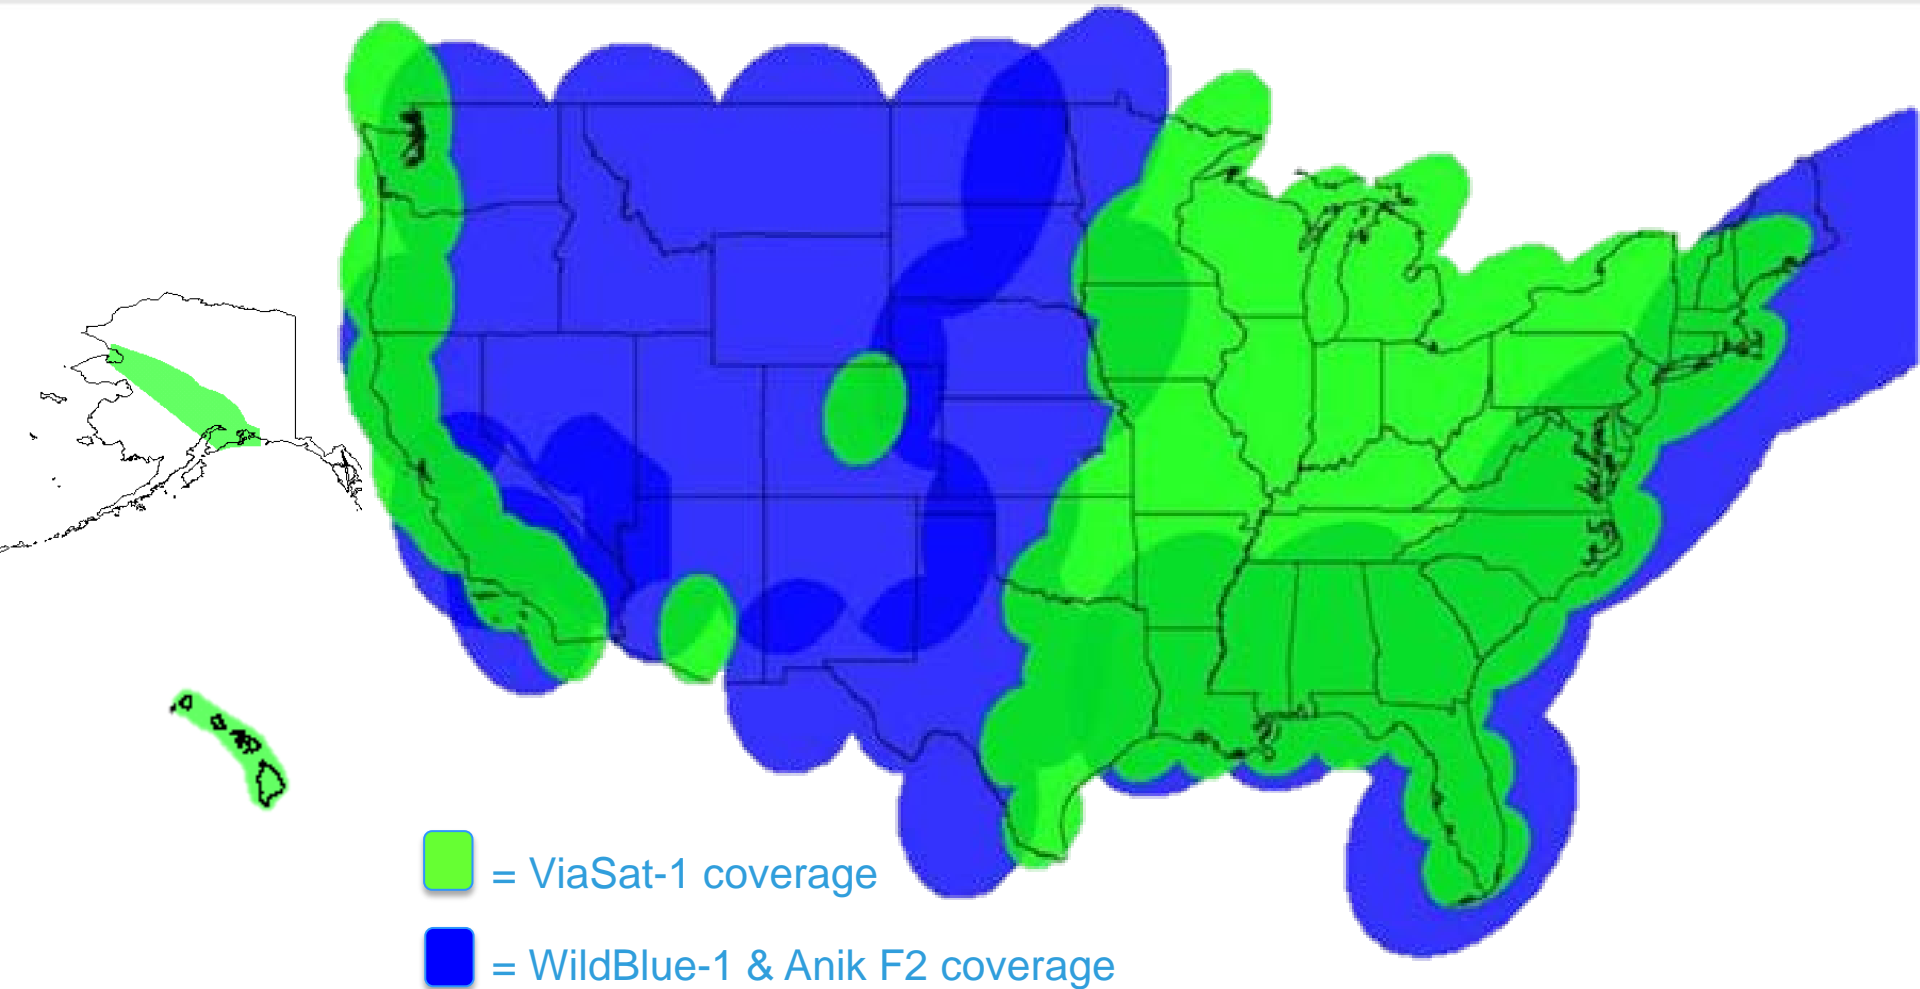 = ViaSat-1 coverage
= WildBlue-1 & Anik F2 coverage